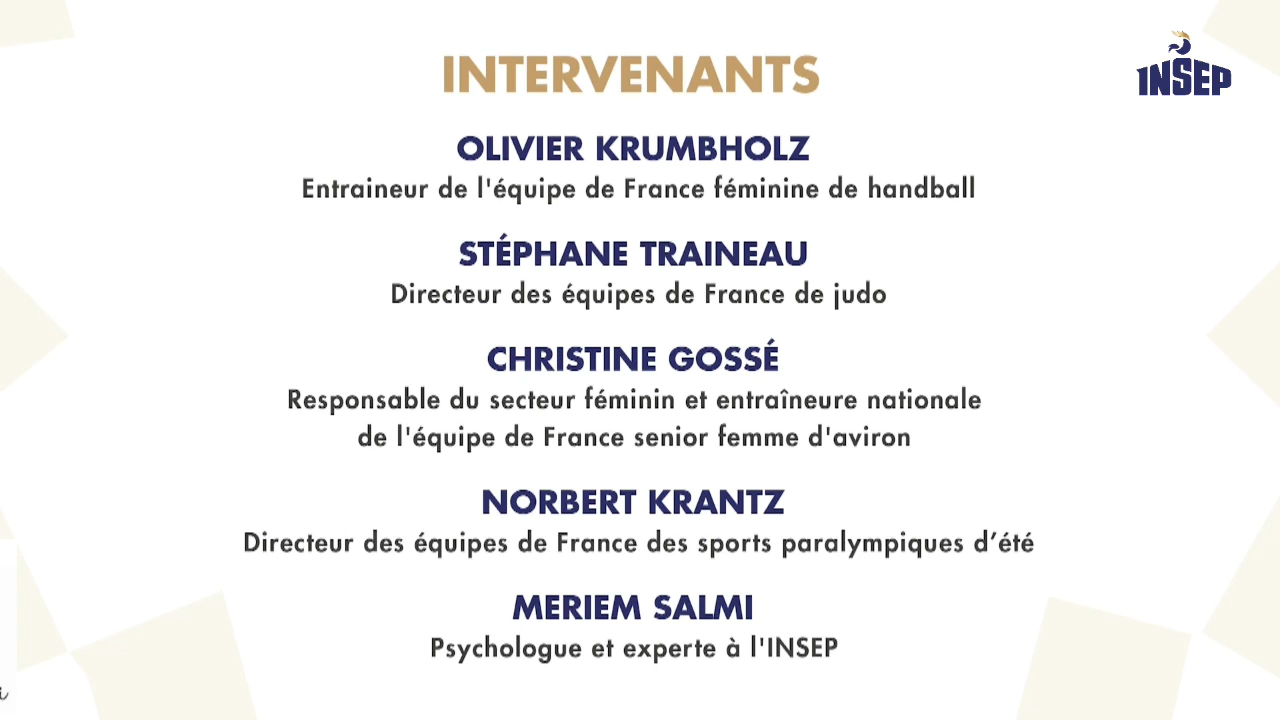 INTERVENANTS
INSEP
OLIVIER KRUMBHOLZ
Entraineur de l'équipe de France féminine de handball
STÉPHANE TRAINEAU
Directeur des équipes de France de judo
CHRISTINE GOSSÉ
Responsable du secteur féminin et entraîneure nationale
de l'équipe de France senior femme d'aviron
NORBERT KRANTZ
Directeur des équipes de France des sports paralympiques d’été
MERIEM SALMI
Psychologue et experte à l'INSEP